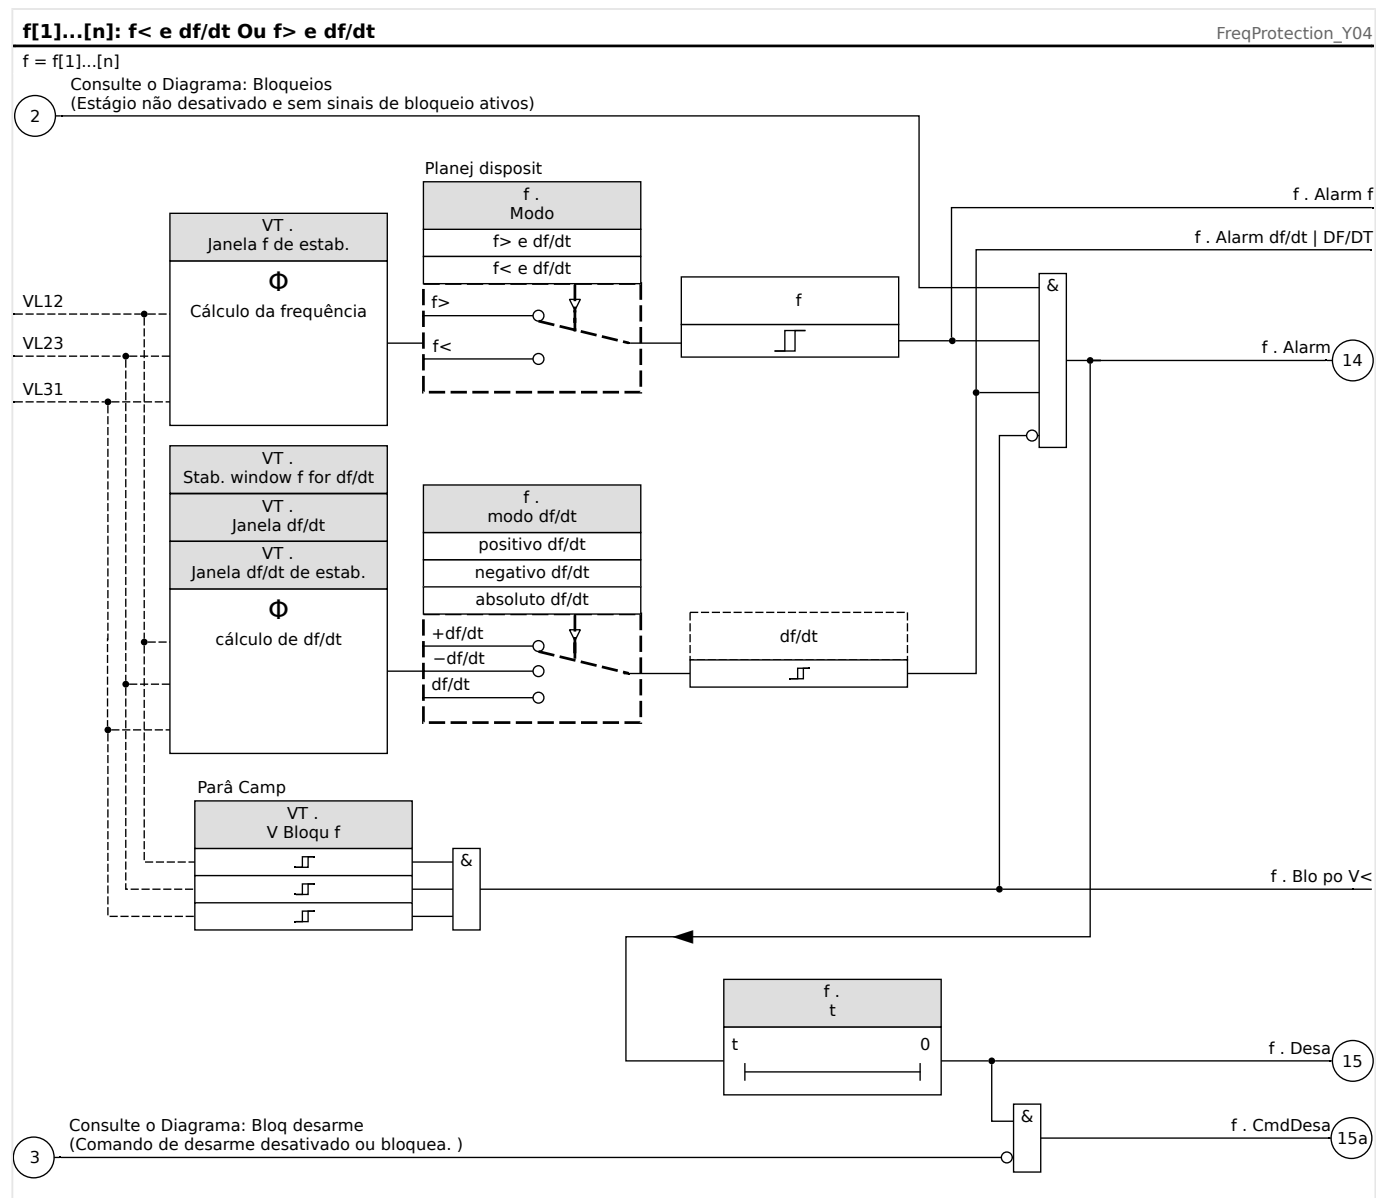 f[1]...[n]: f< e df/dt Ou f> e df/dt
FreqProtection_Y04
f = f[1]...[n]
Consulte o Diagrama: Bloqueios
(Estágio não desativado e sem sinais de bloqueio ativos)
2
Planej disposit
f .
Modo
f> e df/dt
f< e df/dt
f>
f<
VT .
Janela f de estab.
Φ
Cálculo da frequência
VL12
VL23
VL31
f
f . Alarm f
f . Alarm df/dt | DF/DT
&
f . Alarm
14
VT .
Stab. window f for df/dt
VT .
Janela df/dt
VT .
Janela df/dt de estab.
Φ
cálculo de df/dt
f .
modo df/dt
positivo df/dt
negativo df/dt
absoluto df/dt
+df/dt
−df/dt
df/dt
df/dt
Parâ Camp
VT .
V Bloqu f
&
f . Blo po V<
f .
t
t
0
f . Desa
15
&
f . CmdDesa
15a
Consulte o Diagrama: Bloq desarme
(Comando de desarme desativado ou bloquea. )
3